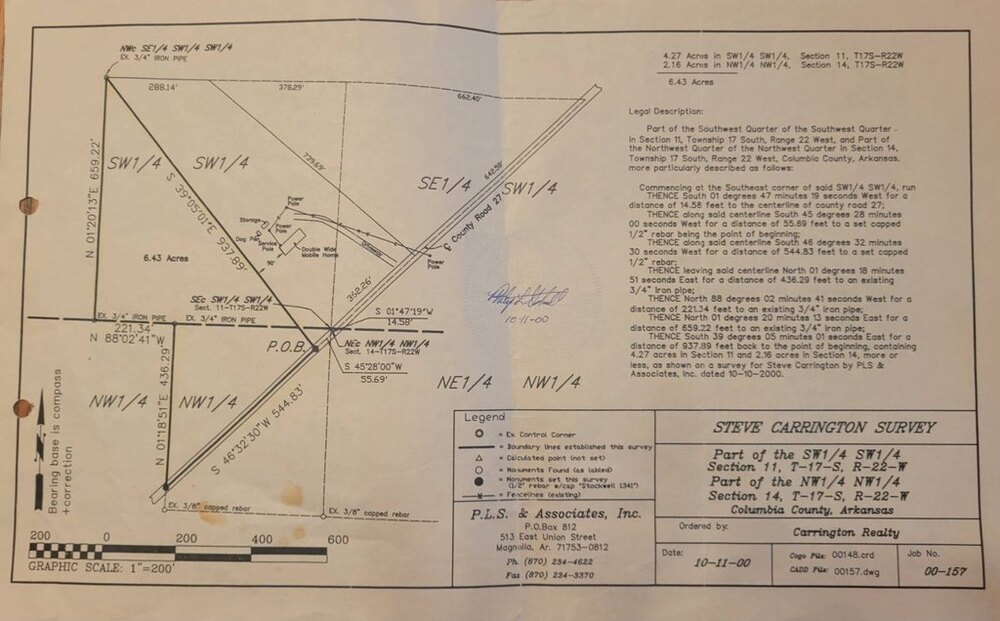 NWc SE1/4 SW1/4 SW1/4
EX. 3/4" IRON PIPE
288.14'
378.29'
662.40'
N 01°20'13"E 659.22'
SW1/4
SW1/4
S 39°05'01"E 937.89'
739.69'
642.58'
SE1/4
SW1/4
℄ County Road 27
Power
Pole
Storage
Power
Pole
Dog Pen
Service
Pole
Double Wide
Mobile Home
90°
Driveway
Power
Pole
6.43 Acres
352.26'
SEc SW1/4 SW1/4
Sect. 11-T17S-R22W
S 01°47'19"W
14.58'
EX. 3/4" IRON PIPE
EX. 3/4" IRON PIPE
221.34'
N 88°02'41"W
P.O.B.
NEc NW1/4 NW1/4
Sect. 14-T17S-R22W
S 45°28'00"W
55.69'
NW1/4
NW1/4
N 01°18'51"E 436.29'
S 46°32'30"W 544.83'
NE1/4
NW1/4
Bearing base is compass
+correction
EX. 3/8" capped rebar
EX. 3/8" capped rebar
200 0 200 400 600
GRAPHIC SCALE: 1"=200'
10-11-00
4.27 Acres in SW1/4 SW1/4, Section 11, T17S-R22W
2.16 Acres in NW1/4 NW1/4, Section 14, T17S-R22W
6.43 Acres
Legal Description:
Part of the Southwest Quarter of the Southwest Quarter
in Section 11, Township 17 South, Range 22 West, and Part of
the Northwest Quarter of the Northwest Quarter in Section 14,
Township 17 South, Range 22 West, Columbia County, Arkansas,
more particularly described as follows:
Commencing at the Southeast corner of said SW1/4 SW1/4, run
THENCE South 01 degrees 47 minutes 19 seconds West for a
distance of 14.58 feet to the centerline of county road 27;
THENCE along said centerline South 45 degrees 28 minutes
00 seconds West for a distance of 55.69 feet to a set capped
1/2" rebar being the point of beginning;
THENCE along said centerline South 46 degrees 32 minutes
30 seconds West for a distance of 544.83 feet to a set capped
1/2" rebar;
THENCE leaving said centerline North 01 degrees 18 minutes
51 seconds East for a distance of 436.29 feet to an existing
3/4" Iron pipe;
THENCE North 88 degrees 02 minutes 41 seconds West for a
distance of 221.34 feet to an existing 3/4" iron pipe;
THENCE North 01 degrees 20 minutes 13 seconds East for a
distance of 659.22 feet to an existing 3/4" iron pipe;
THENCE South 39 degrees 05 minutes 01 seconds East for a
distance of 937.89 feet back to the point of beginning, containing
4.27 acres in Section 11 and 2.16 acres in Section 14, more or
less, as shown on a survey for Steve Carrington by PLS &
Associates, Inc. dated 10-10-2000.
Legend
= Ex Control Corner
= Boundary lines established this survey
= Calculated point (not set)
= Monuments Found (as labeled)
= Monuments set this survey
(1/2" rebar w/cap "Stockwell 1341")
= Fencelines (existing)
P.L.S. & Associates, Inc.
P.O.Box 812
513 East Union Street
Magnolia, Ar. 71753-0812
Ph (870) 234-4622
Fax (870) 234-3370
STEVE CARRINGTON SURVEY
Part of the SW1/4 SW1/4
Section 11, T-17-S, R-22-W
Part of the NW1/4 NW1/4
Section 14, T-17-S, R-22-W
Columbia County, Arkansas
Ordered by: Carrington Realty
Date: 10-11-00
Cogo File: 00148.crd
CADD File: 00157.dwg
Job No.
00-157